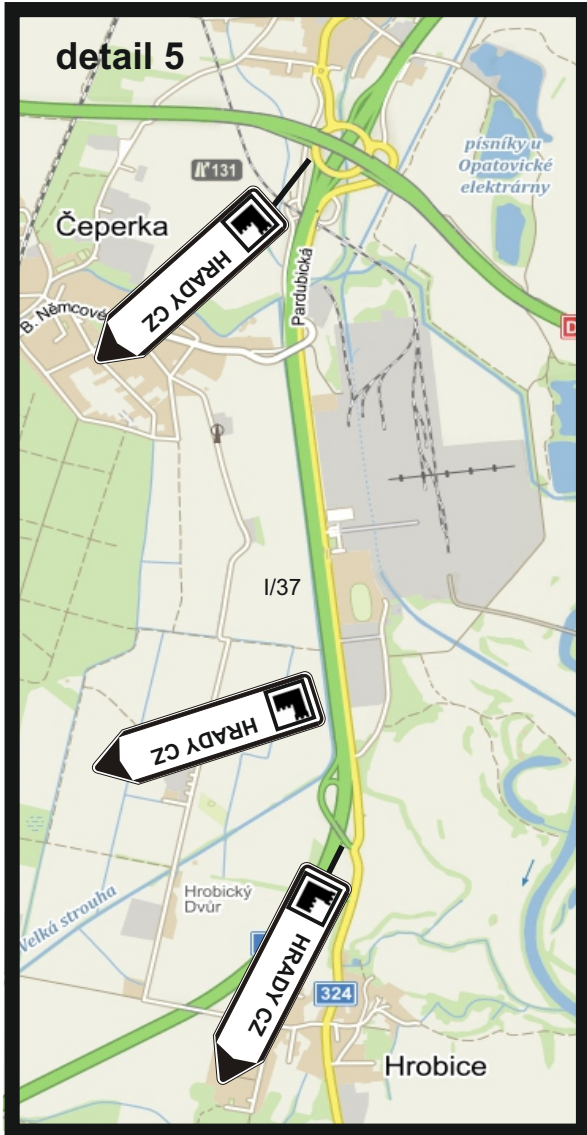 detail 5
písníky u
Opatovické
elektrárny
131
Čeperka
HRADY CZ
Pardubická
B. Němcové
D
I/37
HRADY CZ
Hrobický
Dvůr
Velká strouha
HRADY CZ
324
Hrobice